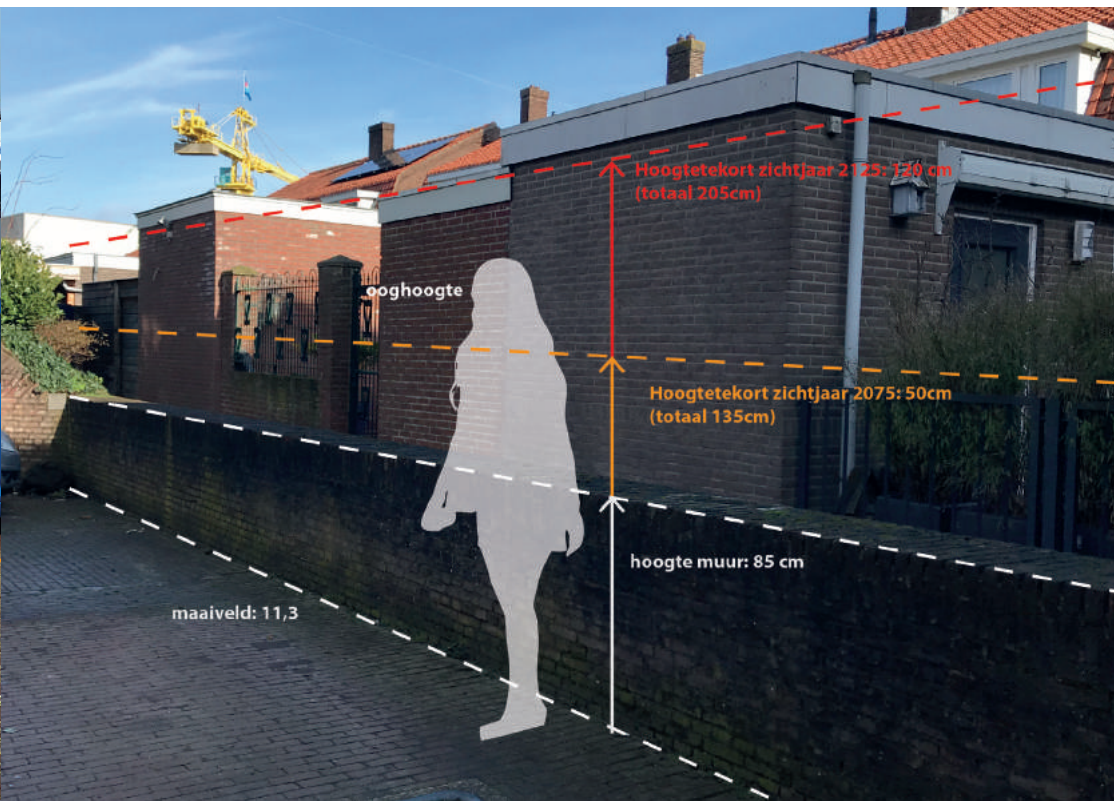 Hoogtetekort zichtjaar 2125: 120 cm
(totaal 205cm)
ooghoogte
Hoogtetekort zichtjaar 2075: 50cm
(totaal 135cm)
hoogte muur: 85 cm
maaiveld: 11,3